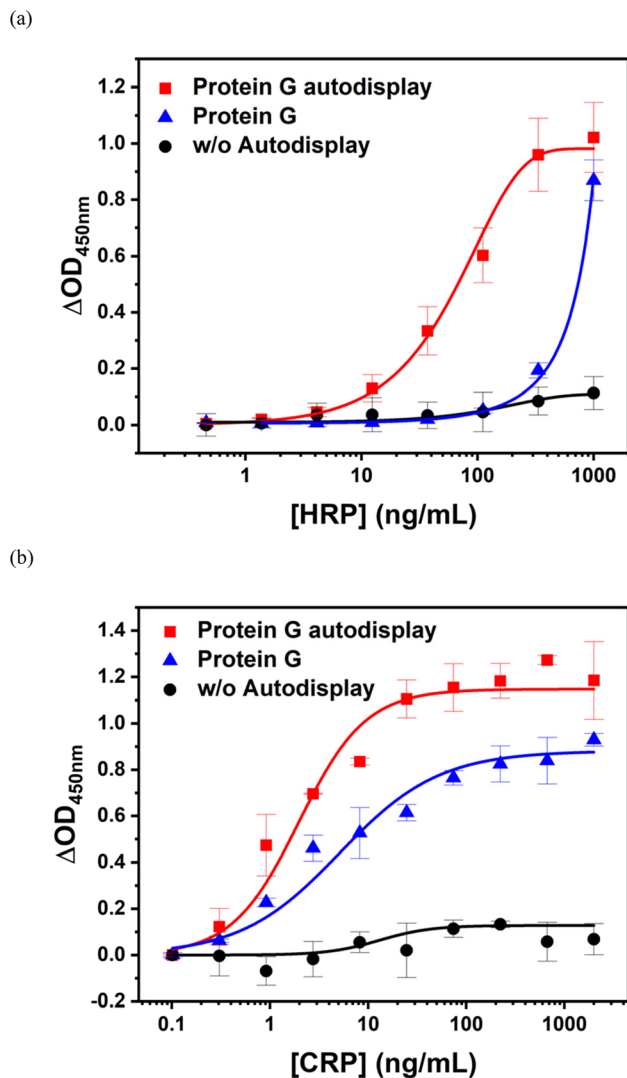 (a)
1.2
1.0
0.8
0.6
0.4
0.2
0.0
ΔOD450nm
Protein G autodisplay
Protein G
w/o Autodisplay
1
10
100
1000
[HRP] (ng/mL)
(b)
1.4
1.2
1.0
0.8
0.6
0.4
0.2
0.0
-0.2
ΔOD450nm
Protein G autodisplay
Protein G
w/o Autodisplay
0.1
1
10
100
1000
[CRP] (ng/mL)